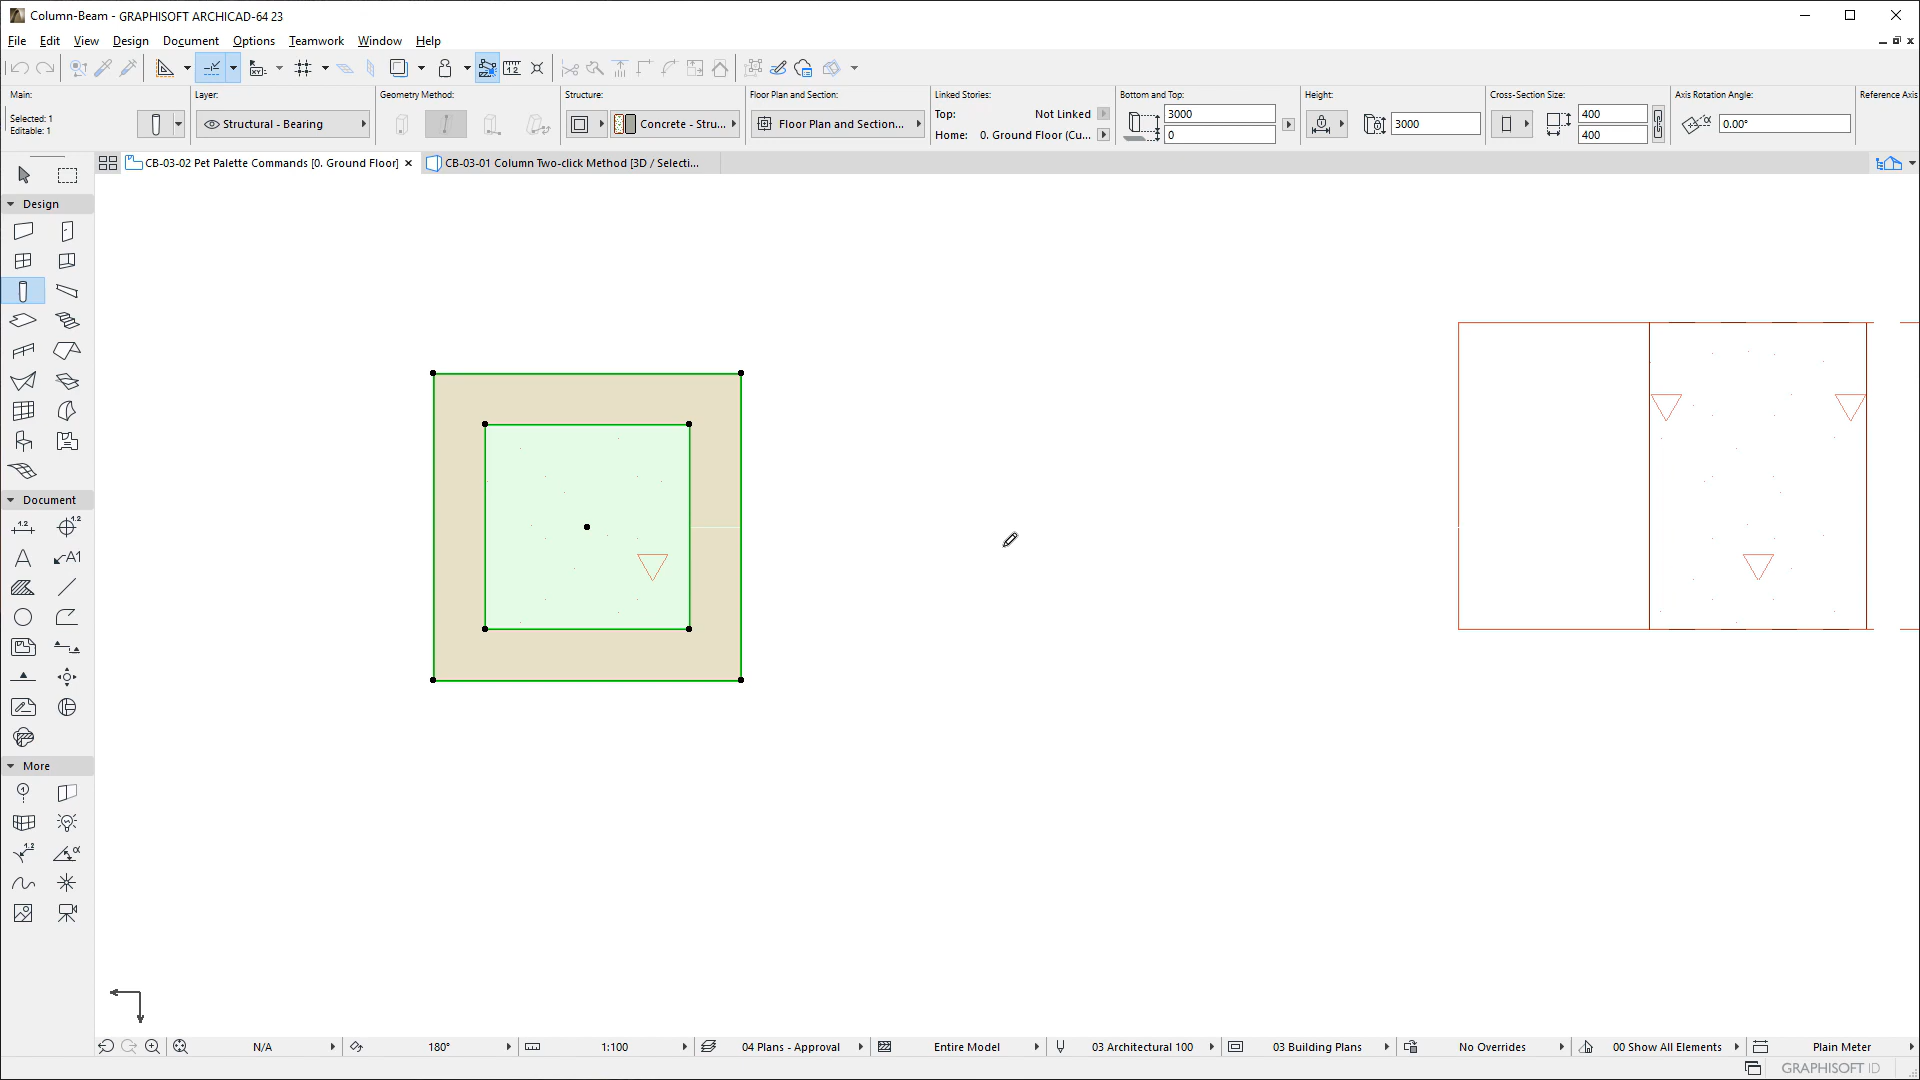 Column-Beam - GRAPHISOFT ARCHICAD-64 23
File Edit View Design Document Options Teamwork Window Help
Main: Layer: Geometry Method: Structure: Floor Plan and Section: Linked Stories: Bottom and Top: Height: Cross-Section Size: Axis Rotation Angle: Reference Axis
Selected: 1
Editable: 1
Structural - Bearing
Concrete - Stru...
Floor Plan and Section...
Top: Not Linked
Home: 0. Ground Floor (Cu...
3000
0
3000
400
400
0.00°
CB-03-02 Pet Palette Commands [0. Ground Floor]
CB-03-01 Column Two-click Method [3D / Selecti...
Design
Document
More
N/A
180°
1:100
04 Plans - Approval
Entire Model
03 Architectural 100
03 Building Plans
No Overrides
00 Show All Elements
Plain Meter
GRAPHISOFT ID